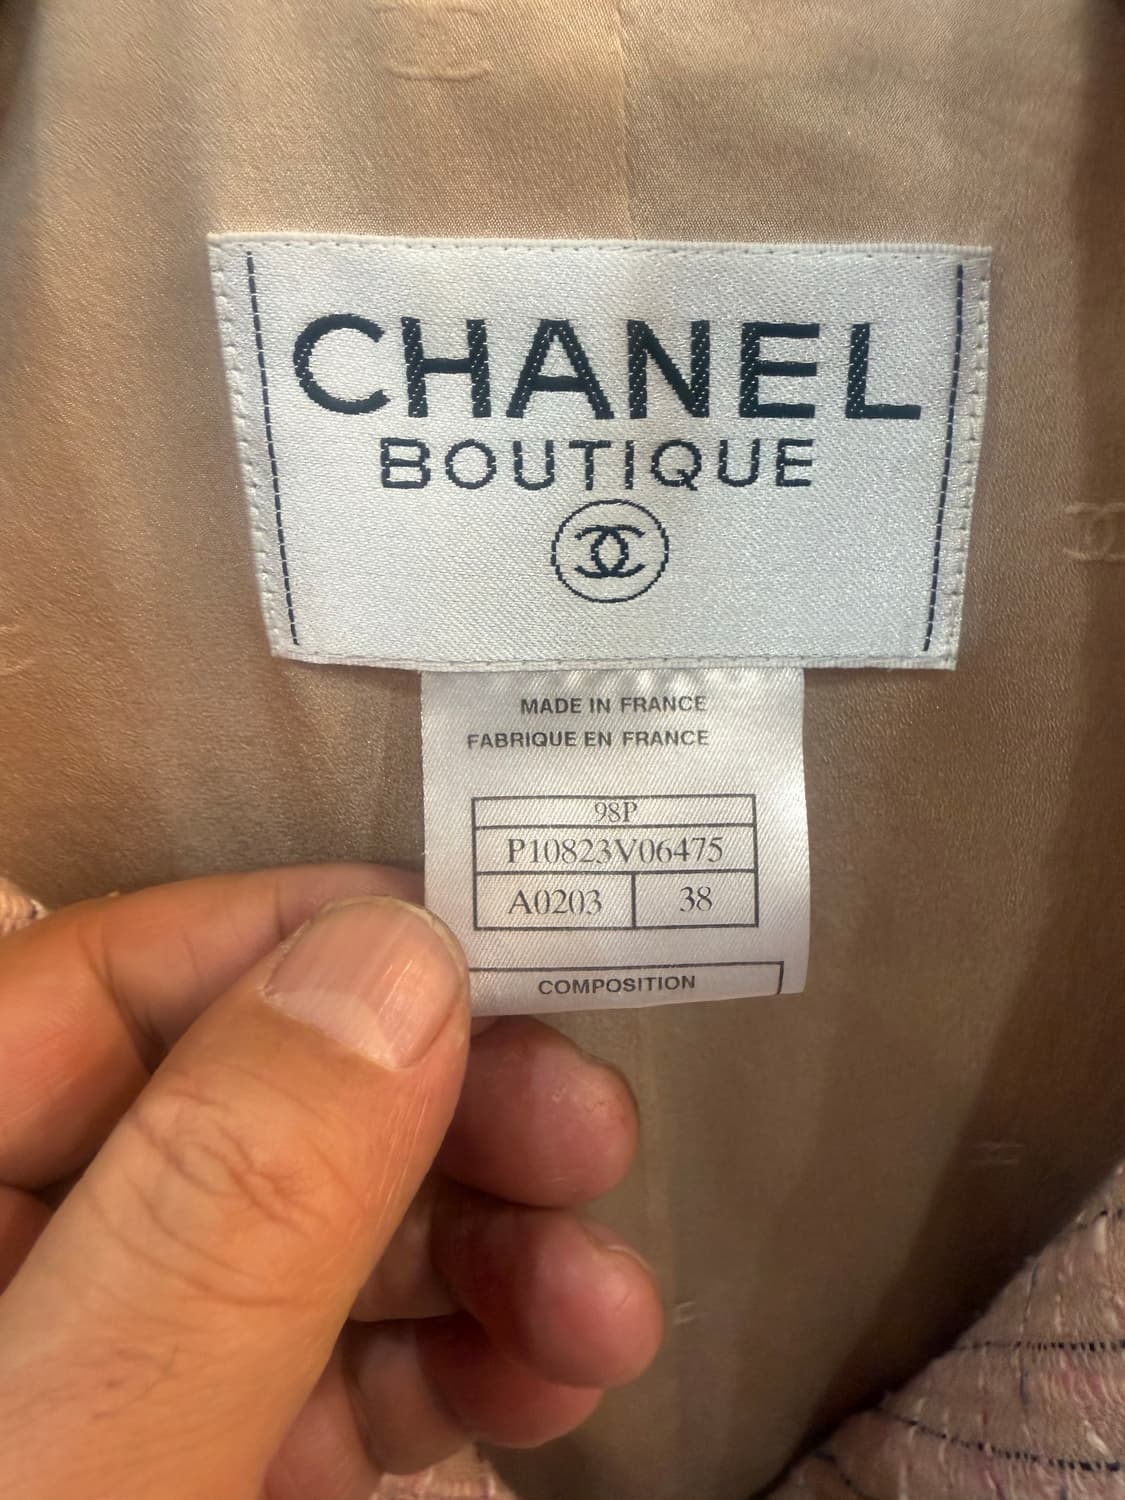 CHANEL
BOUTIQUE
MADE IN FRANCE
FABRIQUE EN FRANCE
98P
P10823V06475
A0203 38
COMPOSITION